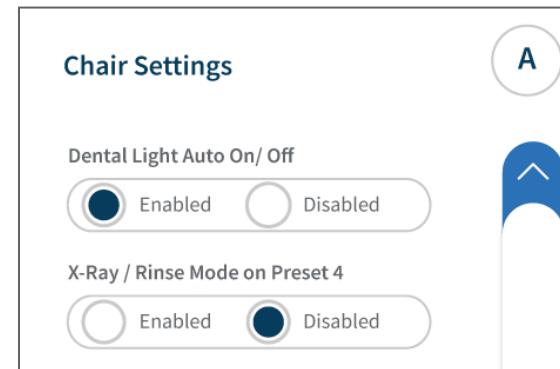 Chair Settings
A
Dental Light Auto On/ Off
Enabled Disabled
X-Ray / Rinse Mode on Preset 4
Enabled Disabled